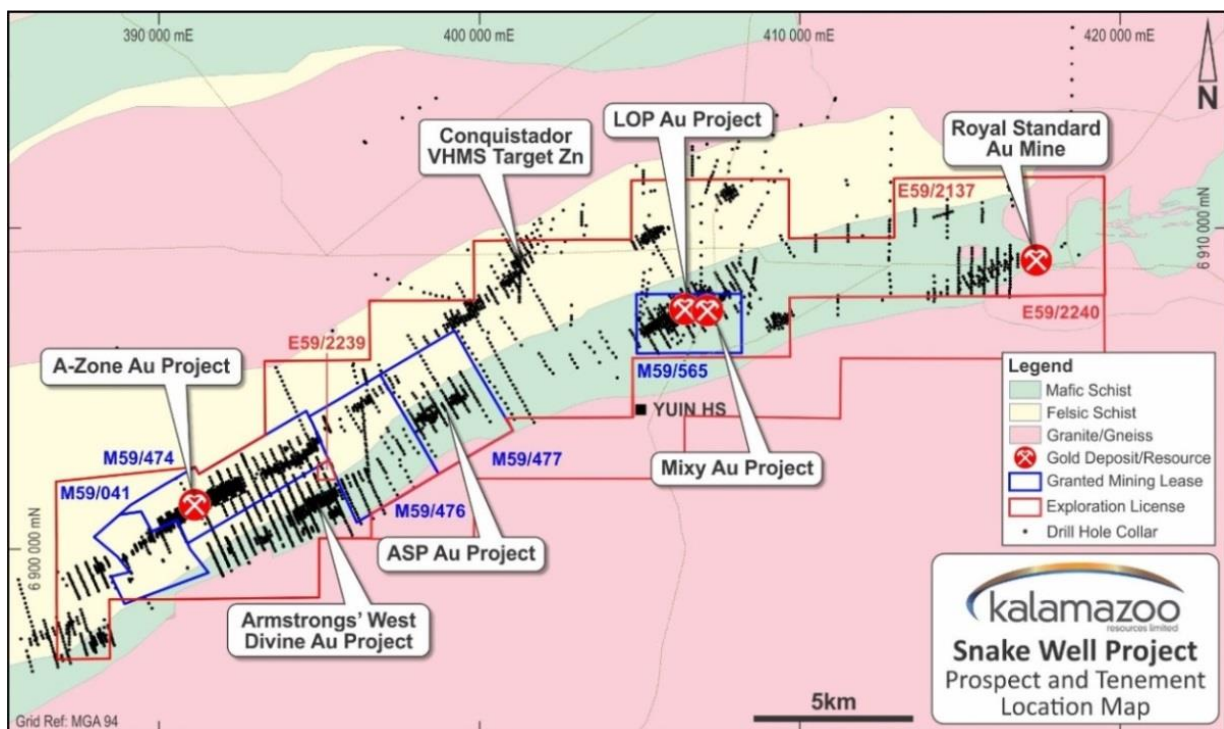 390 000 mE
400 000 mE
410 000 mE
420 000 mE
N
LOP Au Project
Conquistador
VHMS Target Zn
Royal Standard
Au Mine
E59/2137
6 910 000 mN
E59/2239
E59/2240
A-Zone Au Project
M59/565
YUIN HS
M59/474
M59/477
Mixy Au Project
M59/041
M59/476
ASP Au Project
6 900 000 mN
Armstrongs' West
Divine Au Project
Legend
Mafic Schist
Felsic Schist
Granite/Gneiss
Gold Deposit/Resource
Granted Mining Lease
Exploration License
Drill Hole Collar
kalamazoo
resources limited
Snake Well Project
Prospect and Tenement
Location Map
5km
Grid Ref: MGA 94